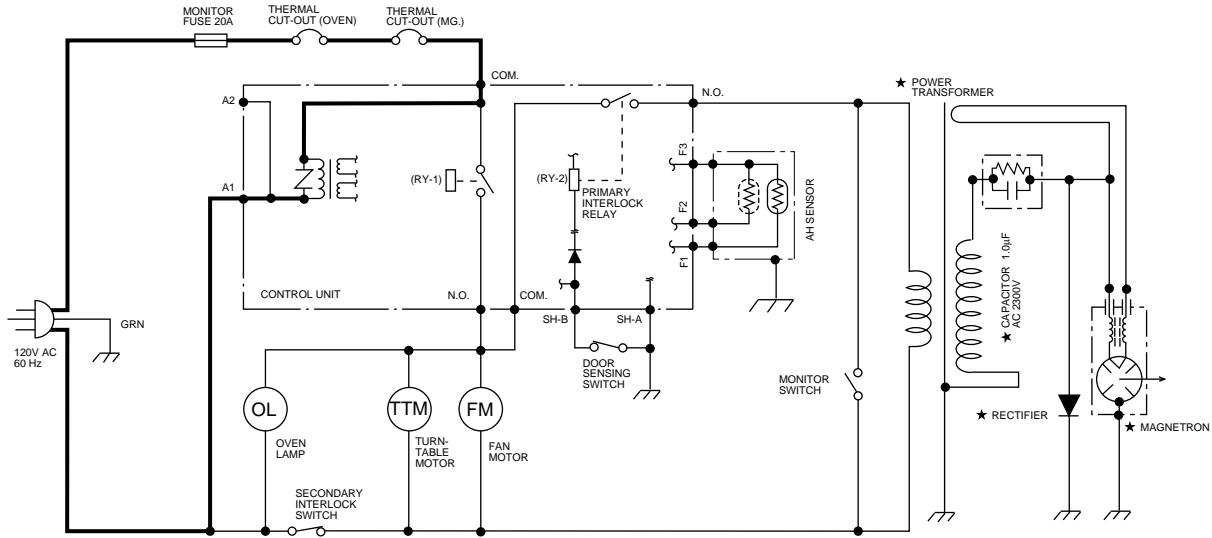 MONITOR
FUSE 20A
THERMAL
CUT-OUT (OVEN)
THERMAL
CUT-OUT (MG.)
COM.
A2
N.O.
★ POWER
TRANSFORMER
F3
A1
(RY-1)
(RY-2)
PRIMARY
INTERLOCK
RELAY
F2
AH SENSOR
F1
CONTROL UNIT
N.O.
COM.
★ CAPACITOR 1.0µF
AC 2300V
SH-B
SH-A
GRN
120V AC
60 Hz
DOOR
SENSING
SWITCH
MONITOR
SWITCH
OL
TTM
FM
★ RECTIFIER
★ MAGNETRON
OVEN
LAMP
TURN-
TABLE
MOTOR
FAN
MOTOR
SECONDARY
INTERLOCK
SWITCH